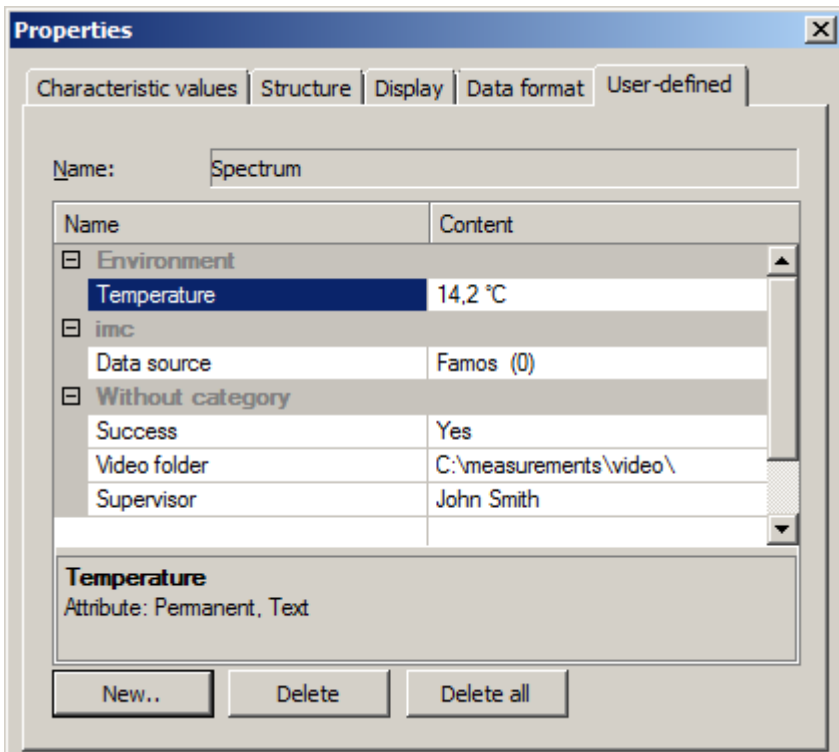 Properties
Characteristic values Structure Display Data format User-defined
Name: Spectrum
Name Content
Environment
Temperature 14,2 °C
imc
Data source Famos (0)
Without category
Success Yes
Video folder C:\measurements\video\
Supervisor John Smith
Temperature
Attribute: Permanent, Text
New.. Delete Delete all